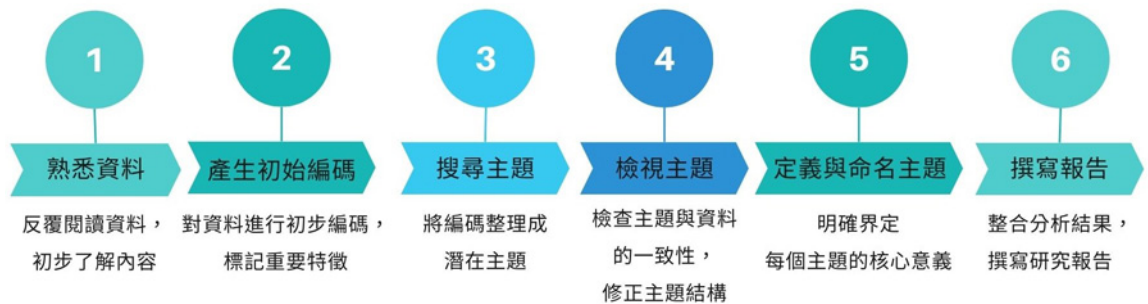 1
熟悉資料
反覆閱讀資料，
初步了解內容
2
產生初始編碼
對資料進行初步編碼，
標記重要特徵
3
搜尋主題
將編碼整理成
潛在主題
4
檢視主題
檢查主題與資料
的一致性，
修正主題結構
5
定義與命名主題
明確界定
每個主題的核心意義
6
撰寫報告
整合分析結果，
撰寫研究報告